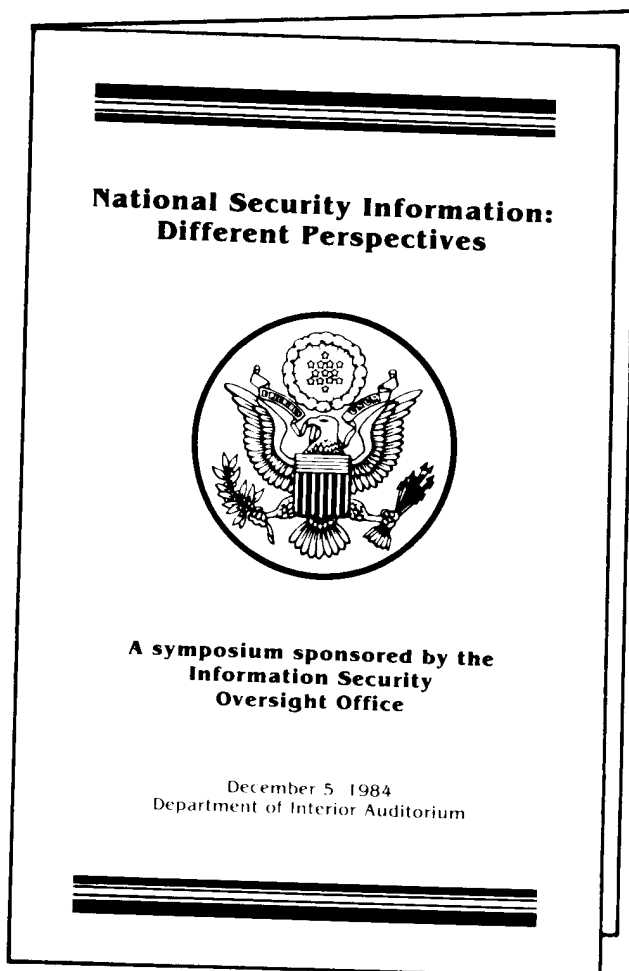 National Security Information:
Different Perspectives
A symposium sponsored by the
Information Security
Oversight Office
December 5 1984
Department of Interior Auditorium